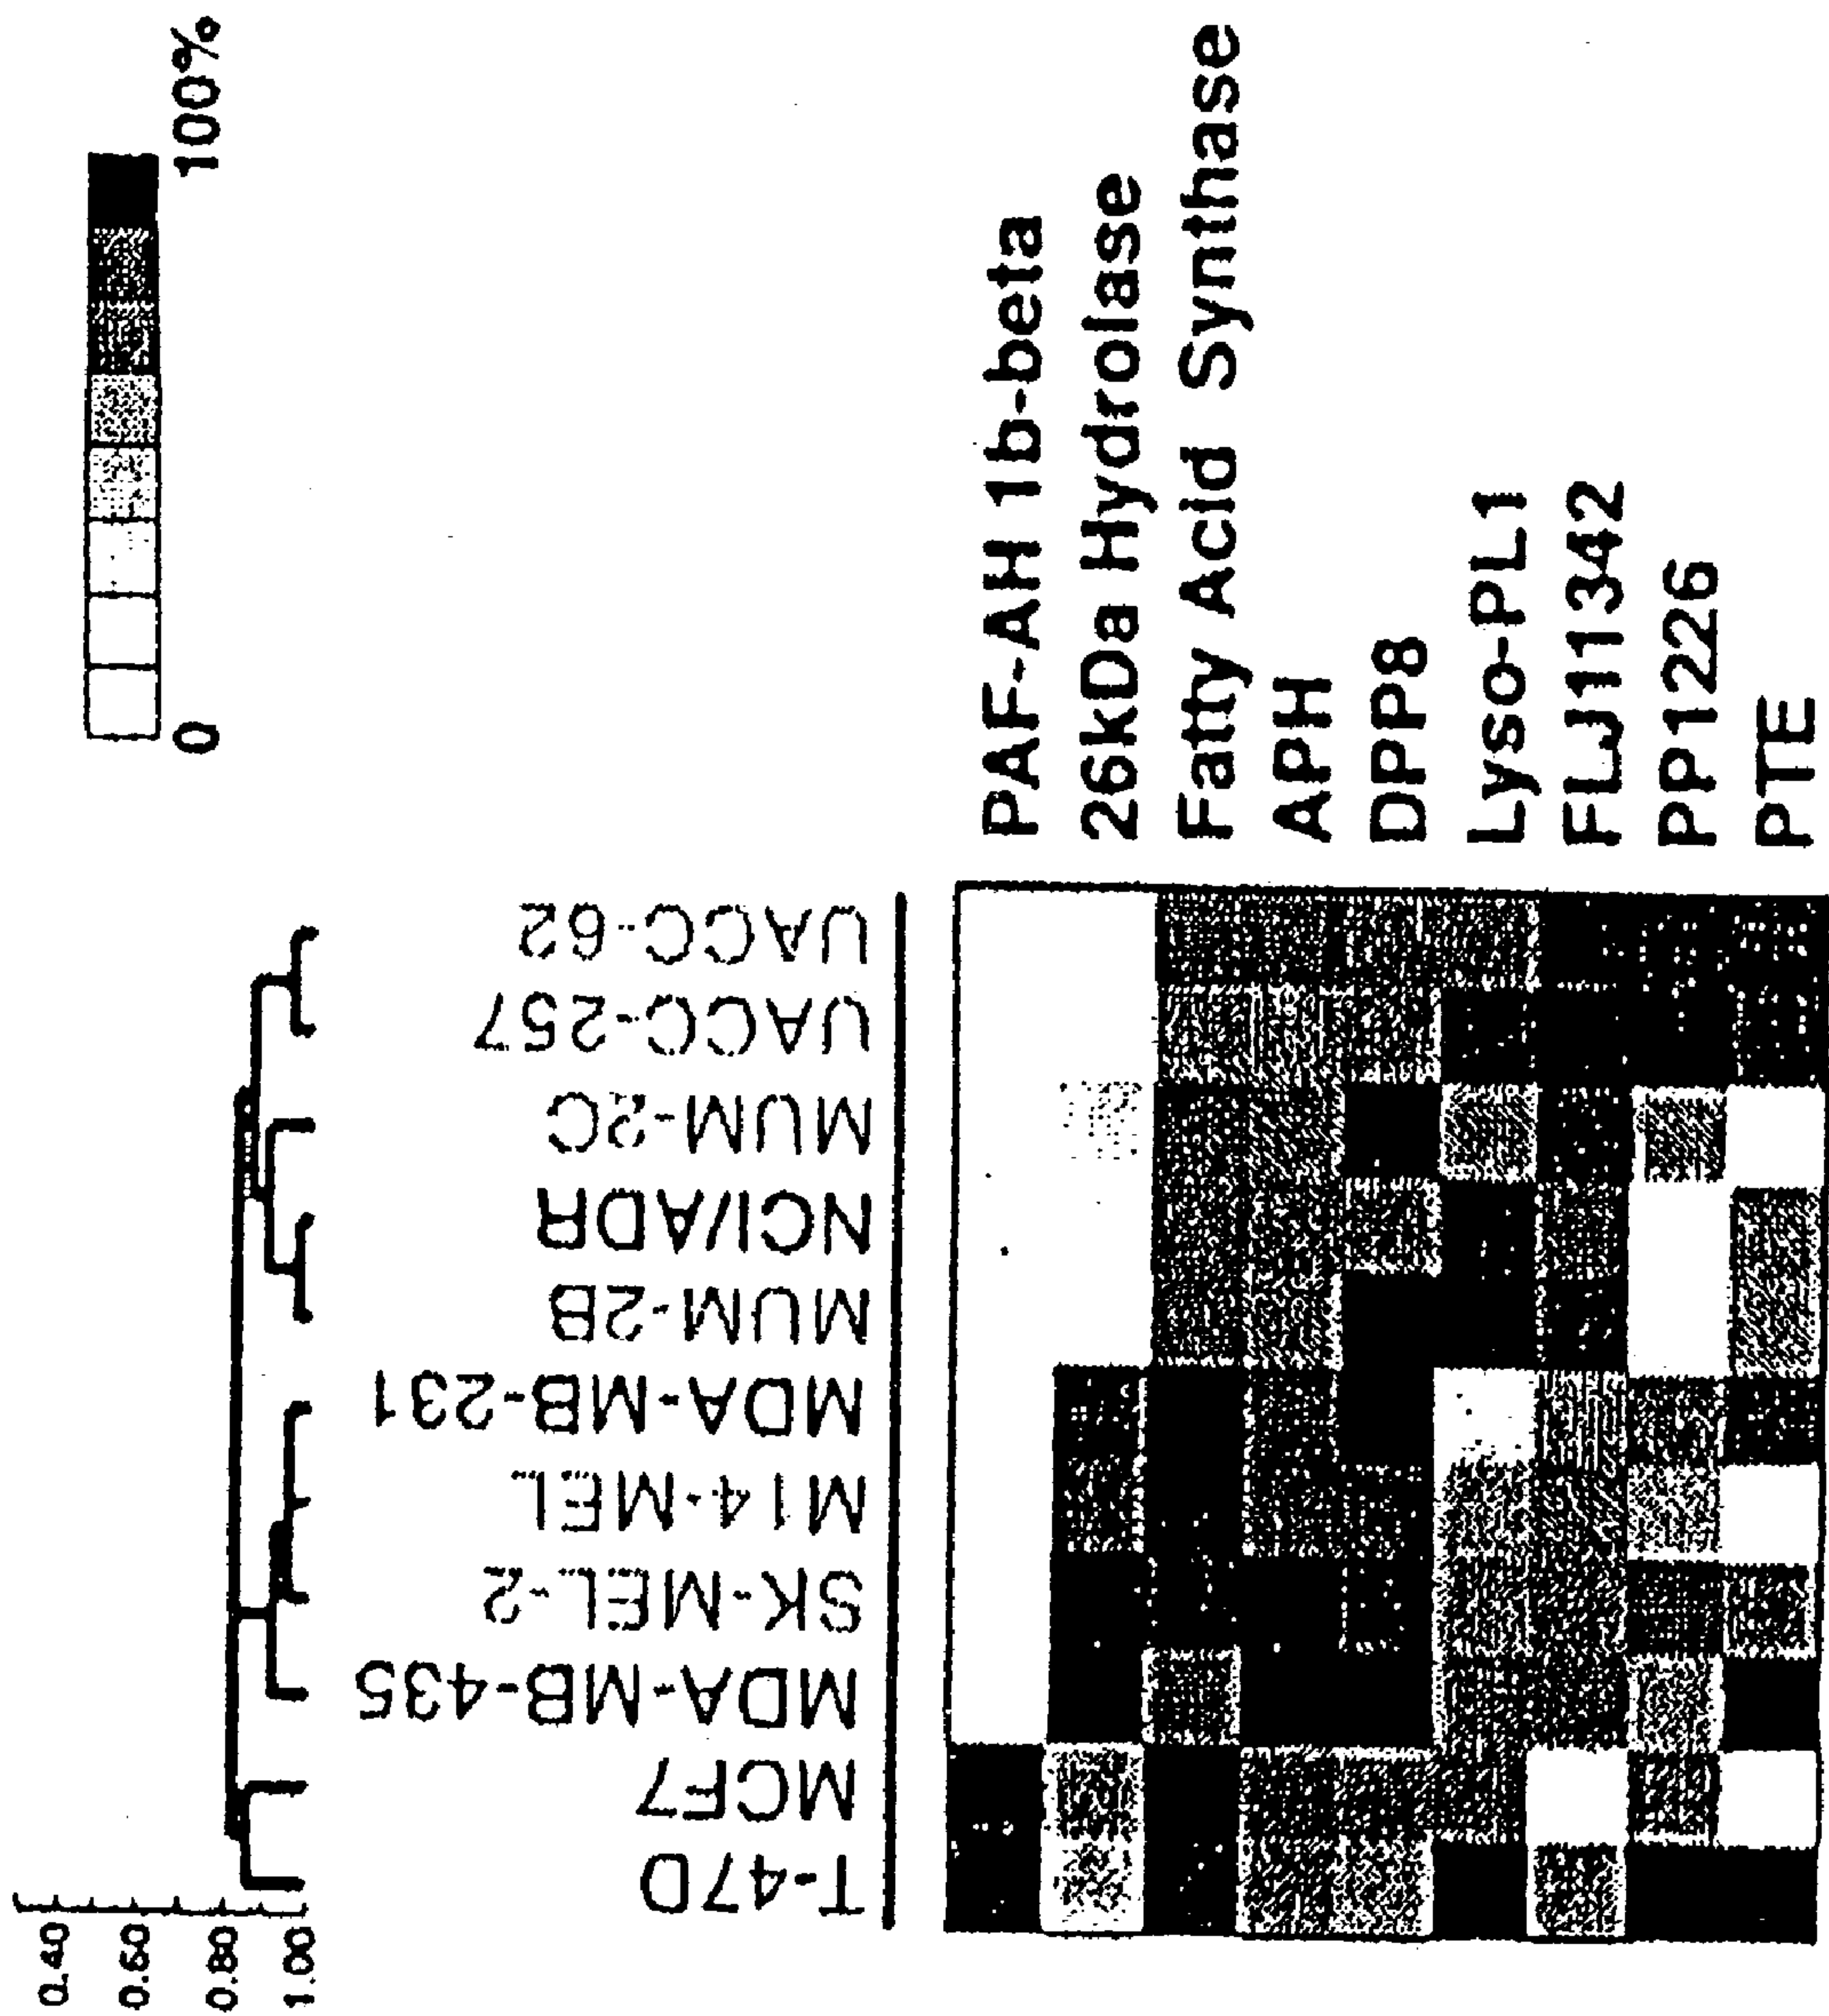 0 100%
0.40
0.60
0.80
1.00
T-47D
MCF7
MDA-MB-435
SK-MEL-2
M14-MEL
MDA-MB-231
MUM-2B
NCI/ADR
MUM-2C
UACC-257
UACC-62
PAF-AH 1b-beta
26kDa Hydrolase
Fatty Acid Synthase
APH
DPP8
Lyso-PL1
FLJ11342
PP1226
PTE